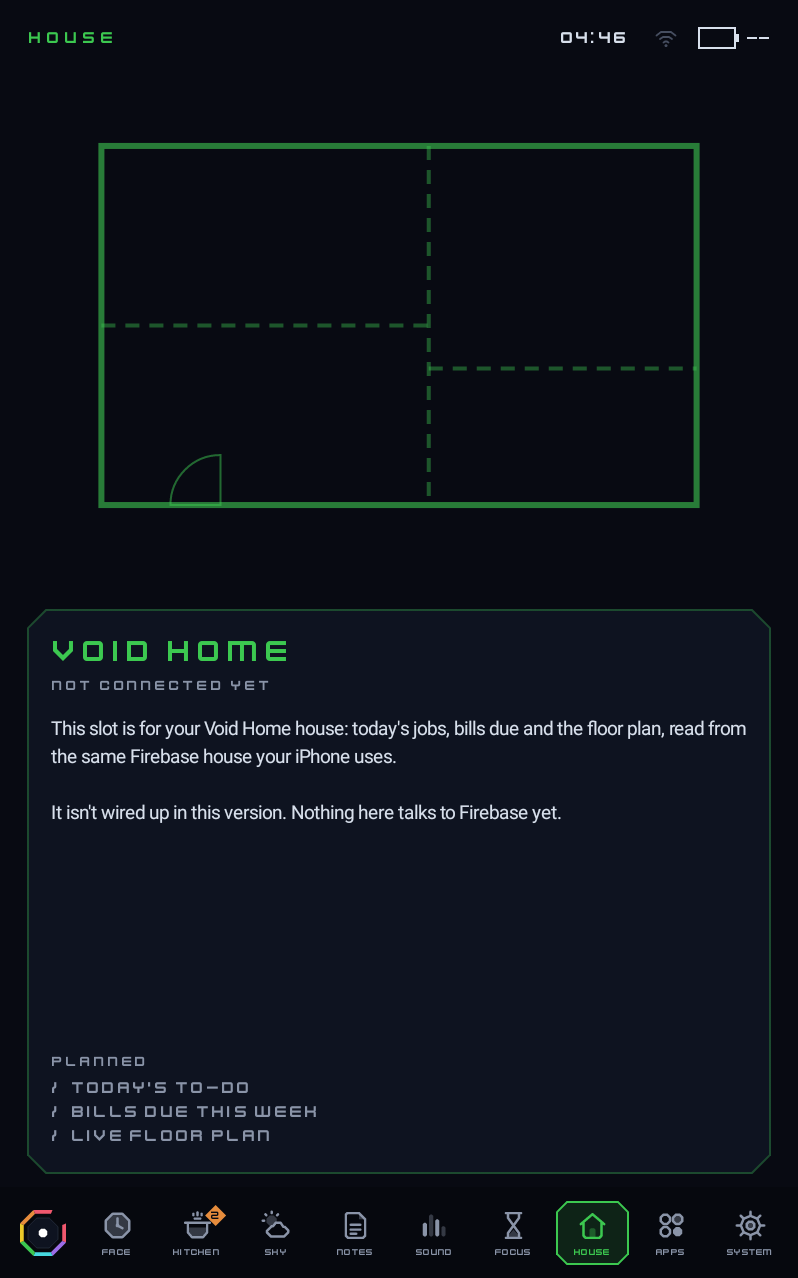 HOUSE
04:46
--
VOID HOME
NOT CONNECTED YET
This slot is for your Void Home house: today's jobs, bills due and the floor plan, read from
the same Firebase house your iPhone uses.
It isn't wired up in this version. Nothing here talks to Firebase yet.
PLANNED
/ TODAY'S TO-DO
/ BILLS DUE THIS WEEK
/ LIVE FLOOR PLAN
2
FACE KITCHEN SKY NOTES SOUND FOCUS HOUSE APPS SYSTEM